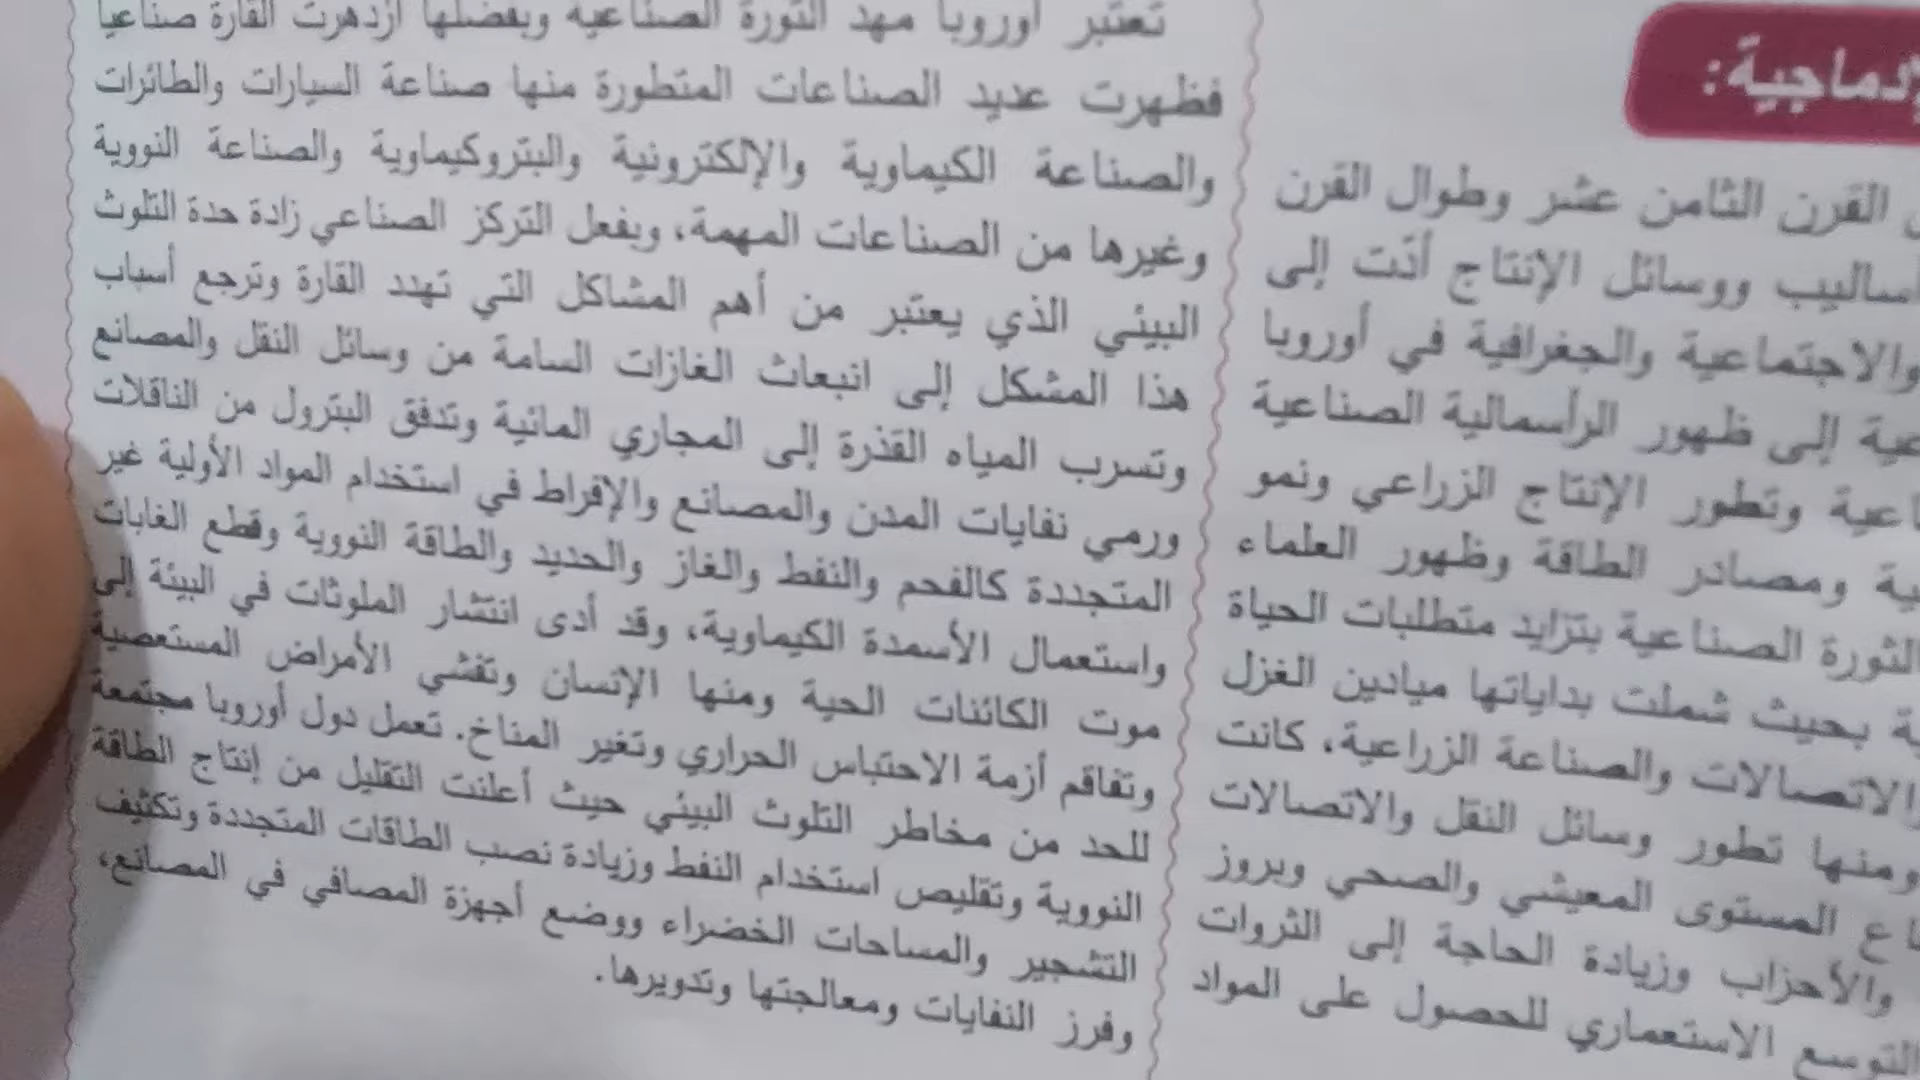 الإدماجية:
القرن الثامن عشر وطوال القرن
أساليب ووسائل الإنتاج أدت إلى
والاجتماعية والجغرافية في أوروبا
إلى ظهور الرأسمالية الصناعية
وتطور الإنتاج الزراعي ونمو
ومصادر الطاقة وظهور العلماء
الثورة الصناعية بتزايد متطلبات الحياة
بحيث شملت بداياتها ميادين الغزل
والاتصالات والصناعة الزراعية، كانت
ومنها تطور وسائل النقل والاتصالات
المستوى المعيشي والصحي وبروز
والأحزاب وزيادة الحاجة إلى الثروات
التوسع الاستعماري للحصول على المواد
تعتبر أوروبا مهد الثورة الصناعية وبفضلها ازدهرت القارة صناعيا
فظهرت عديد الصناعات المتطورة منها صناعة السيارات والطائرات
والصناعة الكيماوية والإلكترونية والبتروكيماوية والصناعة النووية
وغيرها من الصناعات المهمة، وبفعل التركز الصناعي زادة حدة التلوث
البيئي الذي يعتبر من أهم المشاكل التي تهدد القارة وترجع أسباب
هذا المشكل إلى انبعاث الغازات السامة من وسائل النقل والمصانع
وتسرب المياه القذرة إلى المجاري المائية وتدفق البترول من الناقلات
ورمي نفايات المدن والمصانع والإفراط في استخدام المواد الأولية غير
المتجددة كالفحم والنفط والغاز والحديد والطاقة النووية وقطع الغابات
واستعمال الأسمدة الكيماوية، وقد أدى انتشار الملوثات في البيئة إلى
موت الكائنات الحية ومنها الإنسان وتفشي الأمراض المستعصية
وتفاقم أزمة الاحتباس الحراري وتغير المناخ. تعمل دول أوروبا مجتمعة
للحد من مخاطر التلوث البيئي حيث أعلنت التقليل من إنتاج الطاقة
النووية وتقليص استخدام النفط وزيادة نصب الطاقات المتجددة وتكثيف
التشجير والمساحات الخضراء ووضع أجهزة المصافي في المصانع،
وفرز النفايات ومعالجتها وتدويرها.